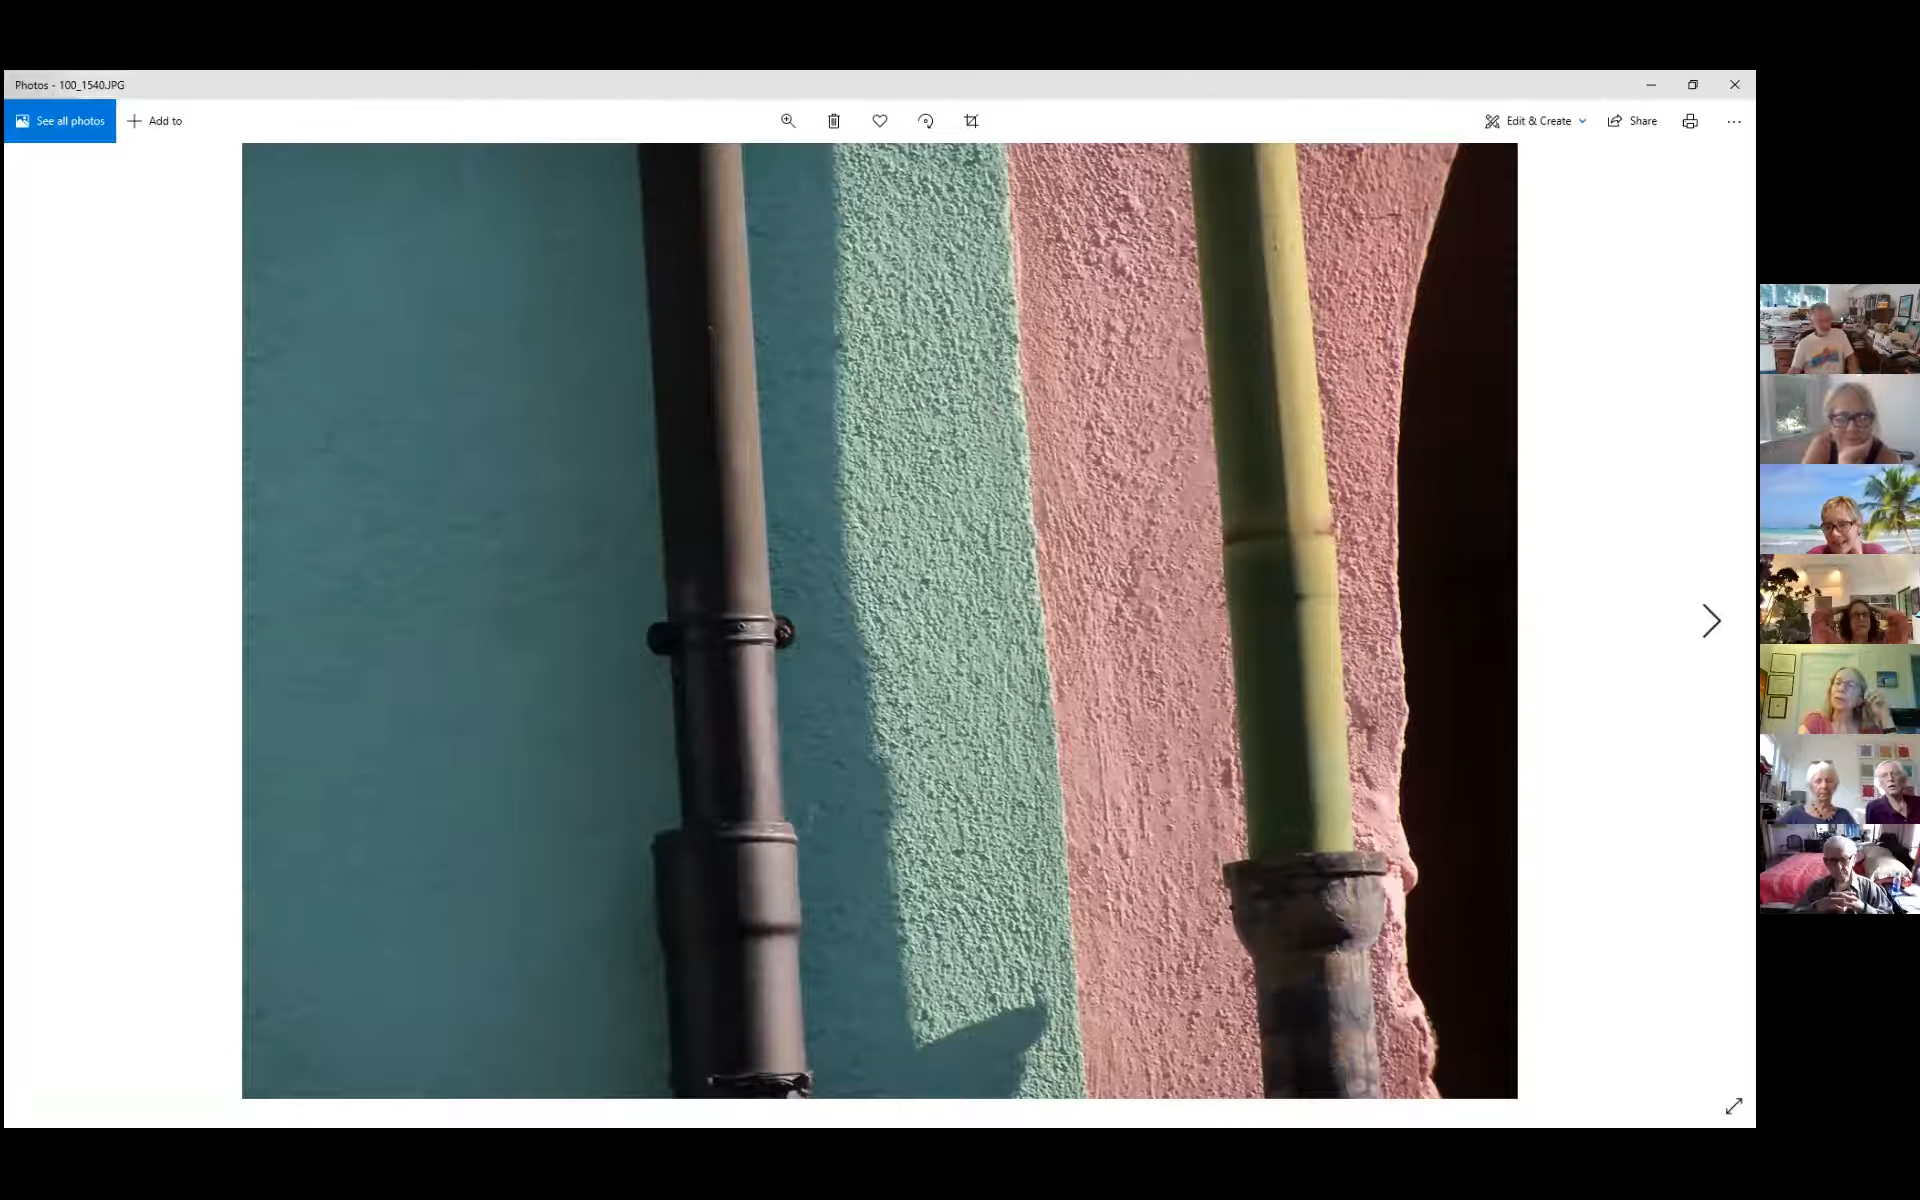 Photos - 100_1540.JPG
See all photos
Add to
Edit & Create
Share